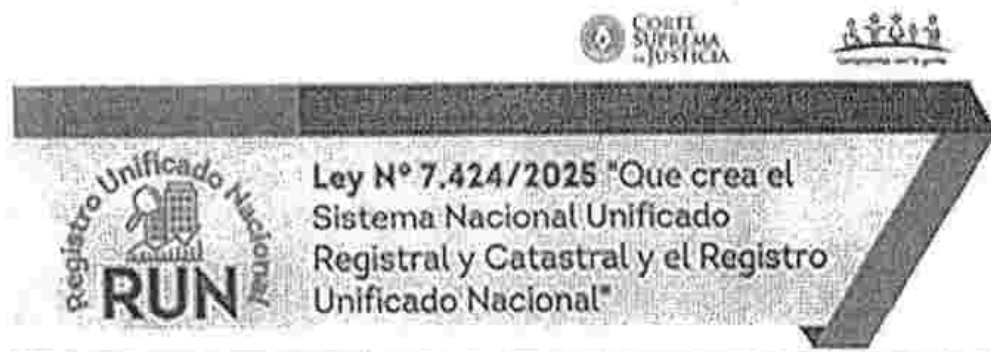 CORTE
SUPREMA
DE JUSTICIA
Registro Unificado Nacional
RUN
Ley Nº 7.424/2025 "Que crea el
Sistema Nacional Unificado
Registral y Catastral y el Registro
Unificado Nacional"